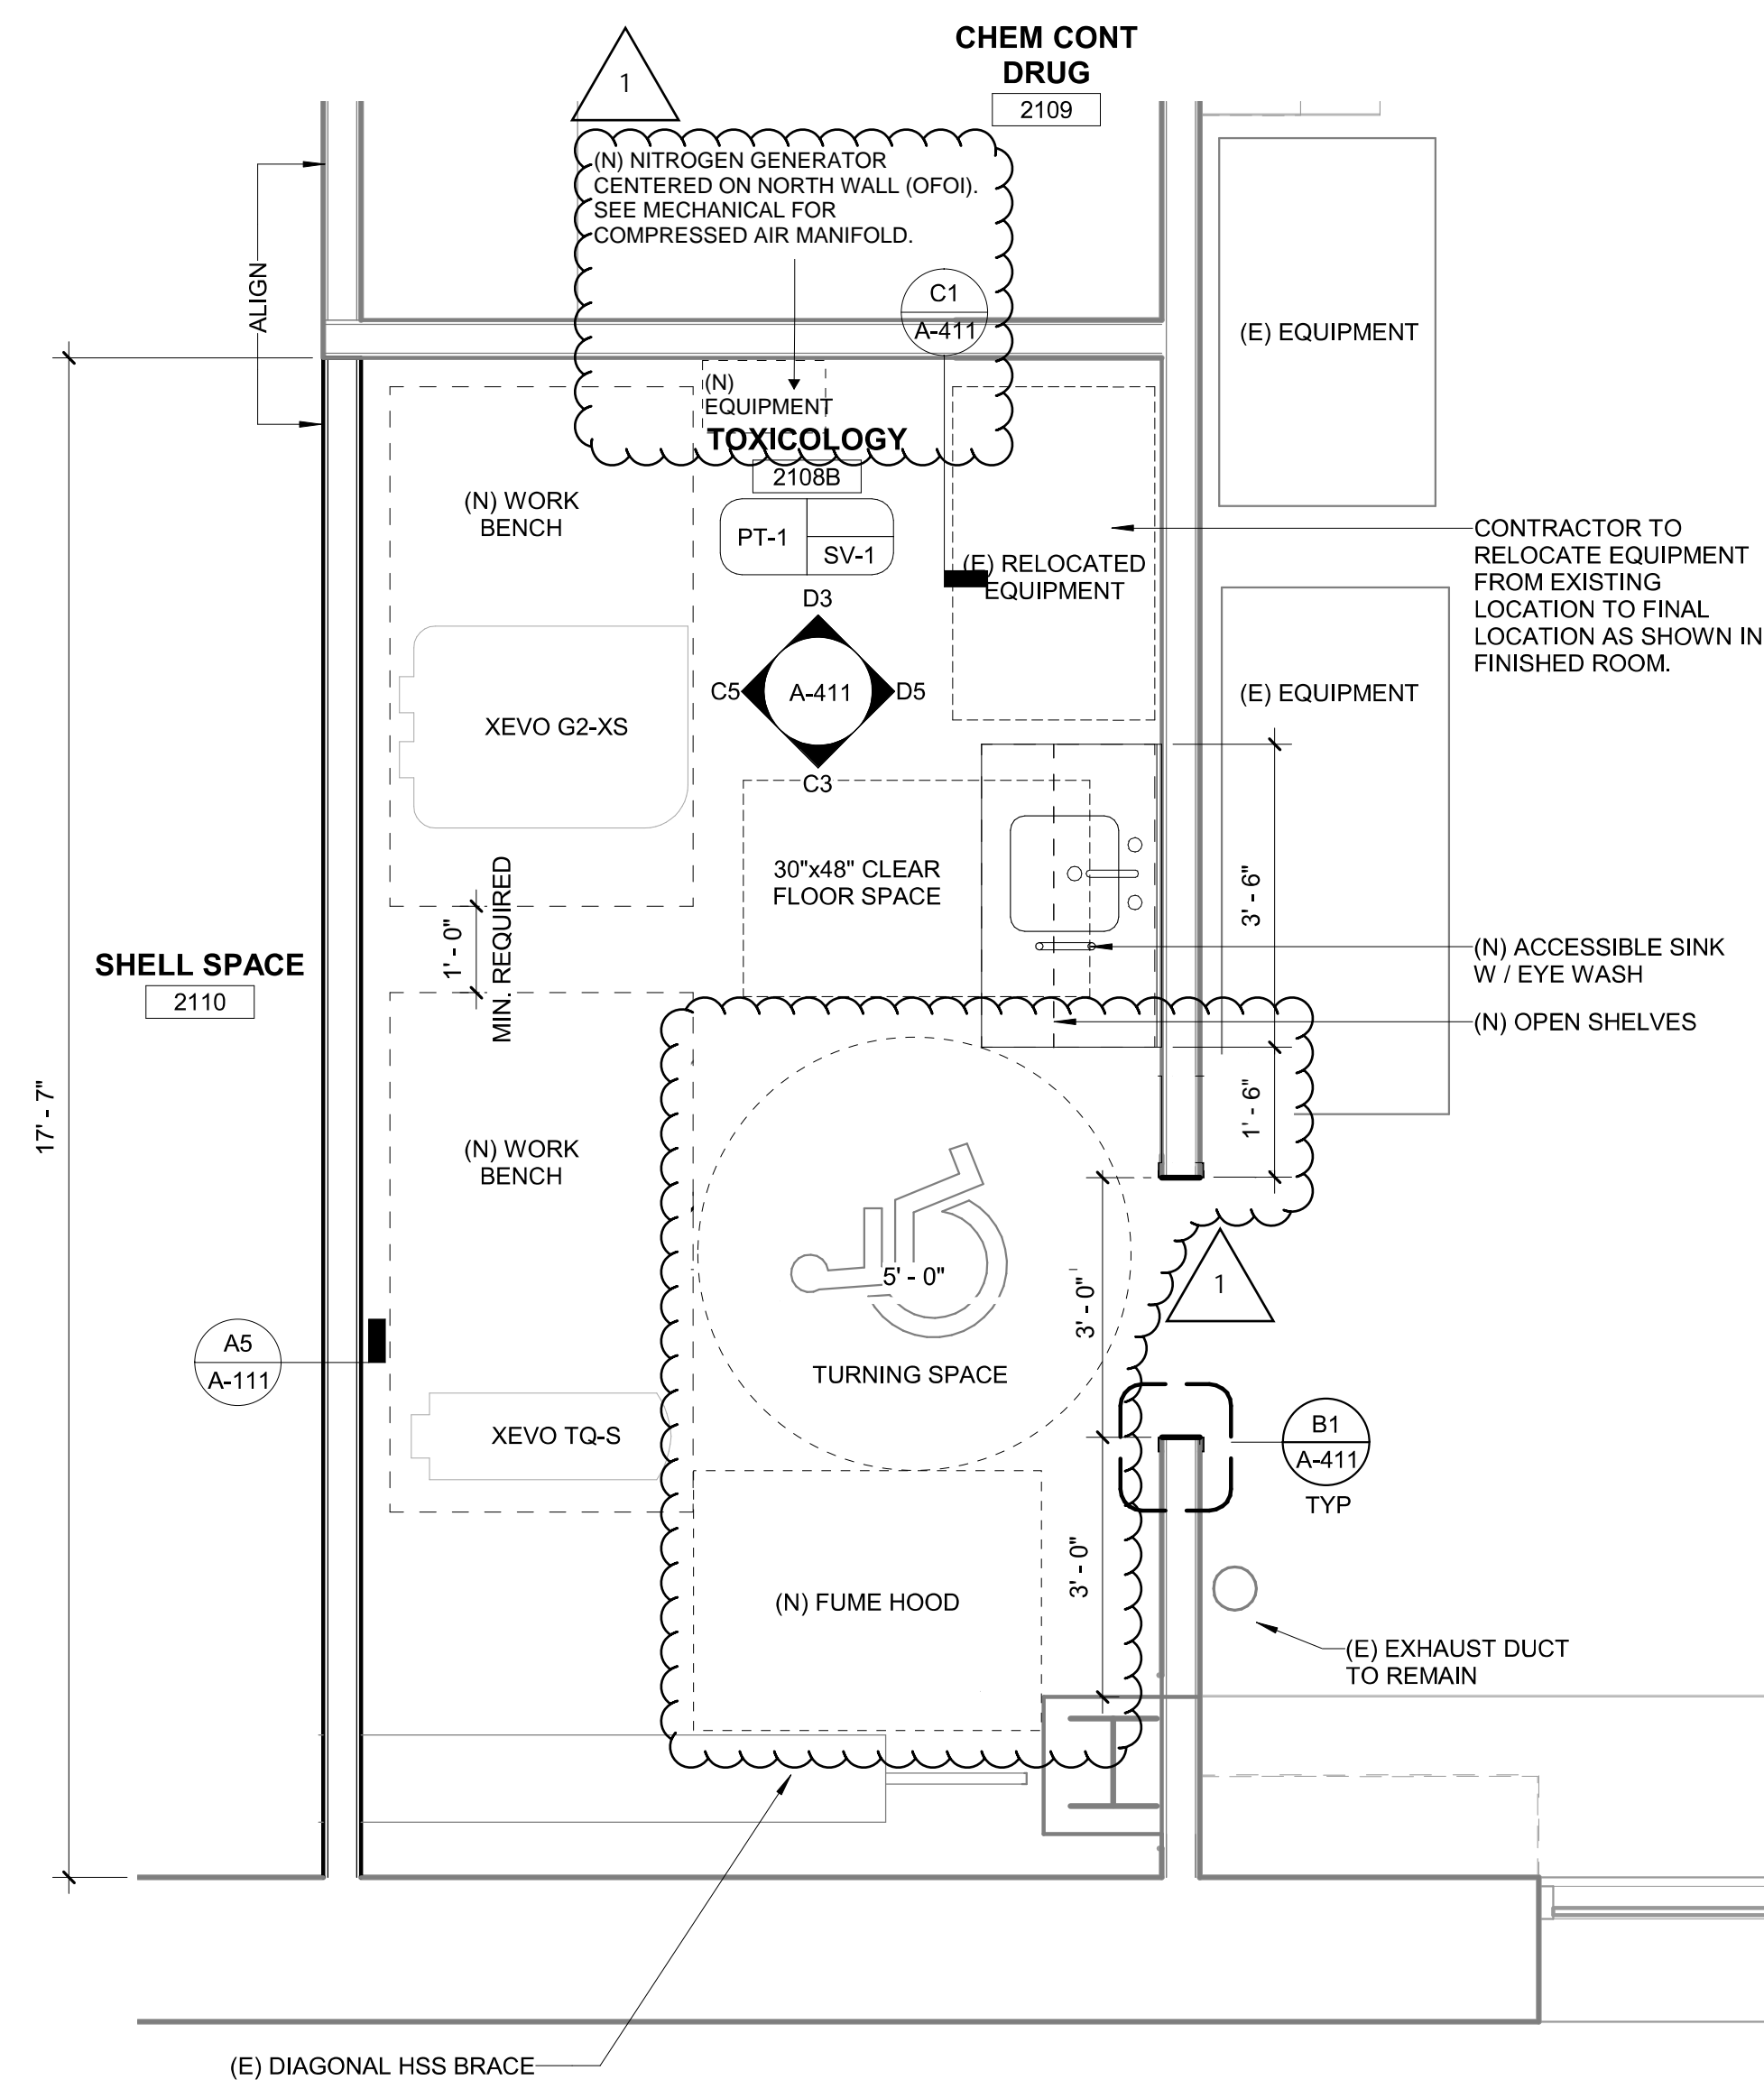 CHEM CONT
DRUG
2109
1
(N) NITROGEN GENERATOR
CENTERED ON NORTH WALL (OFOI).
SEE MECHANICAL FOR
COMPRESSED AIR MANIFOLD.
ALIGN
C1
A-411
(E) EQUIPMENT
(N)
EQUIPMENT
TOXICOLOGY
2108B
PT-1
SV-1
(N) WORK
BENCH
(E) RELOCATED
EQUIPMENT
CONTRACTOR TO
RELOCATE EQUIPMENT
FROM EXISTING
LOCATION TO FINAL
LOCATION AS SHOWN IN
FINISHED ROOM.
D3
C5
A-411
D5
C3
(E) EQUIPMENT
XEVO G2-XS
30"x48" CLEAR
FLOOR SPACE
3' - 6"
1' - 0"
MIN. REQUIRED
SHELL SPACE
2110
(N) ACCESSIBLE SINK
W / EYE WASH
(N) OPEN SHELVES
17' - 7"
1' - 6"
(N) WORK
BENCH
5' - 0"
TURNING SPACE
3' - 0"
1
A5
A-111
XEVO TQ-S
B1
A-411
TYP
3' - 0"
(N) FUME HOOD
(E) EXHAUST DUCT
TO REMAIN
(E) DIAGONAL HSS BRACE